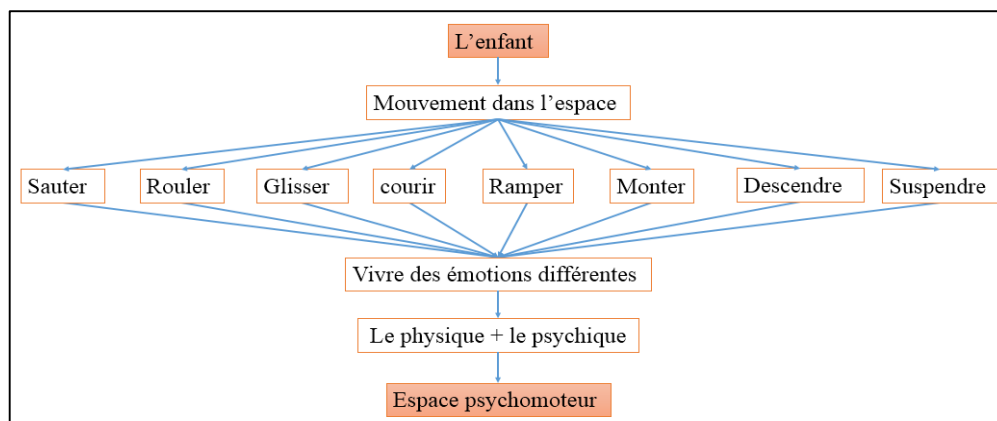 L’enfant
Mouvement dans l’espace
Sauter Rouler Glisser courir Ramper Monter Descendre Suspendre
Vivre des émotions différentes
Le physique + le psychique
Espace psychomoteur